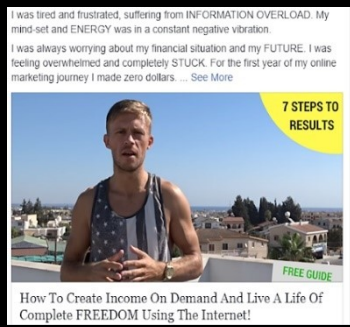 I was tired and frustrated, suffering from INFORMATION OVERLOAD. My
mind-set and ENERGY was in a constant negative vibration.
I was always worrying about my financial situation and my FUTURE. I was
feeling overwhelmed and completely STUCK. For the first year of my online
marketing journey I made zero dollars. ... See More
7 STEPS TO
RESULTS
FREE GUIDE
How To Create Income On Demand And Live A Life Of
Complete FREEDOM Using The Internet!